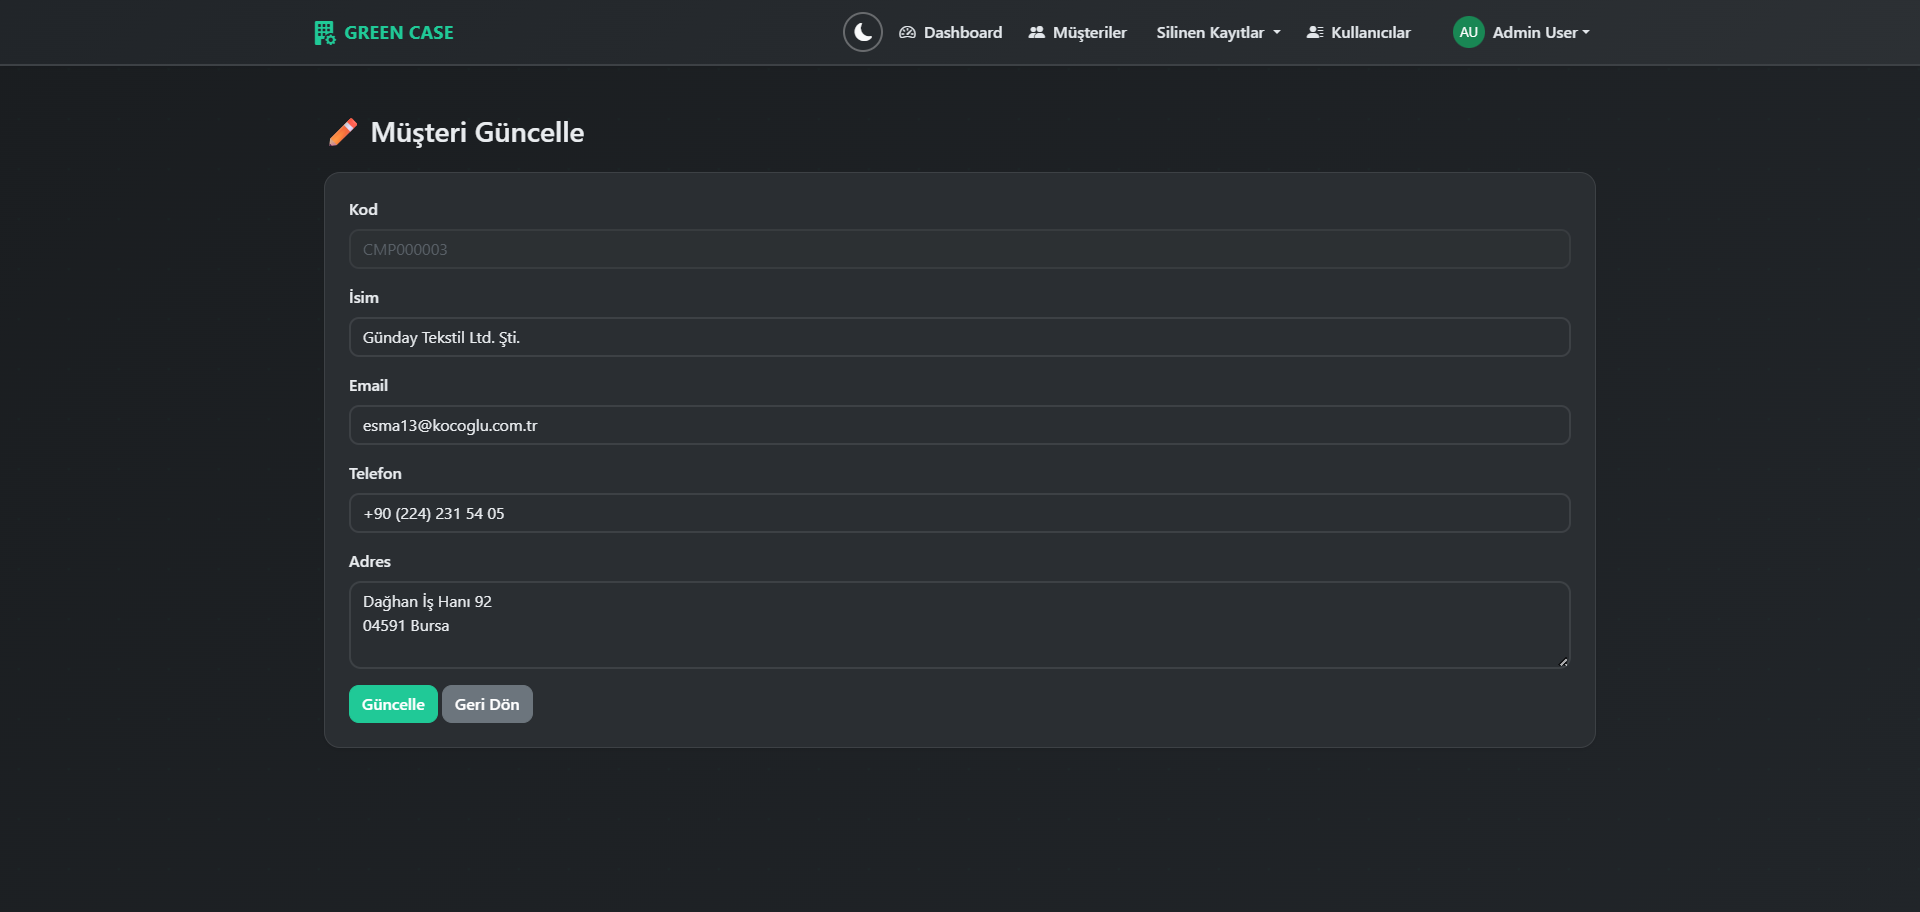 GREEN CASE
Dashboard
Müşteriler
Silinen Kayıtlar
Kullanıcılar
AU
Admin User
Müşteri Güncelle
Kod
CMP000003
İsim
Günday Tekstil Ltd. Şti.
Email
esma13@kocoglu.com.tr
Telefon
+90 (224) 231 54 05
Adres
Dağhan İş Hanı 92
04591 Bursa
Güncelle
Geri Dön